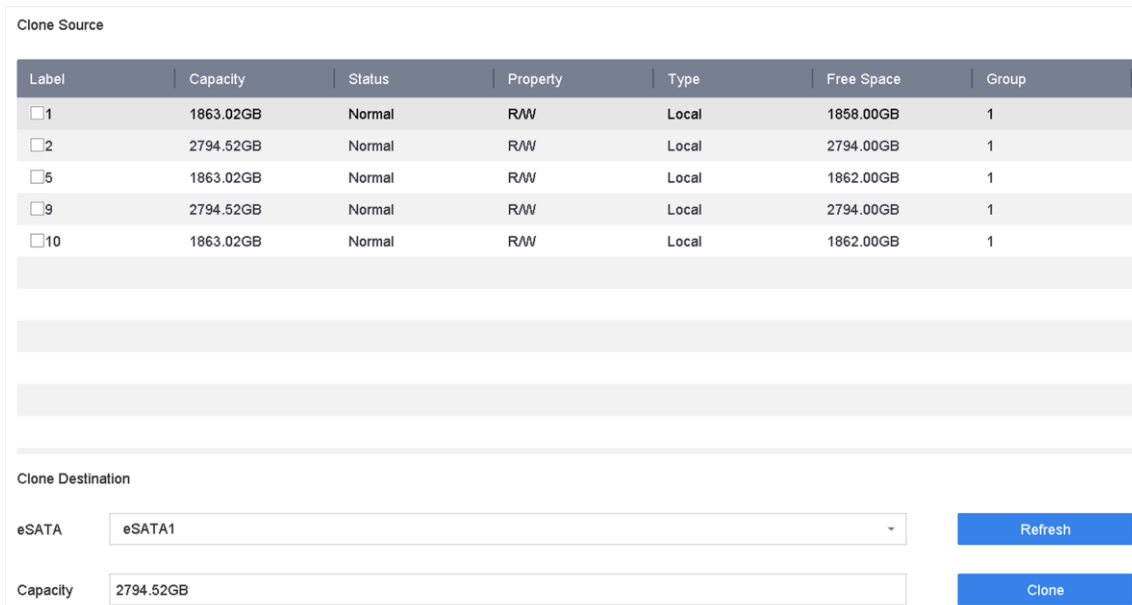 Clone Source
Label Capacity Status Property Type Free Space Group
1 1863.02GB Normal R/W Local 1858.00GB 1
2 2794.52GB Normal R/W Local 2794.00GB 1
5 1863.02GB Normal R/W Local 1862.00GB 1
9 2794.52GB Normal R/W Local 2794.00GB 1
10 1863.02GB Normal R/W Local 1862.00GB 1
Clone Destination
eSATA eSATA1 Refresh
Capacity 2794.52GB Clone